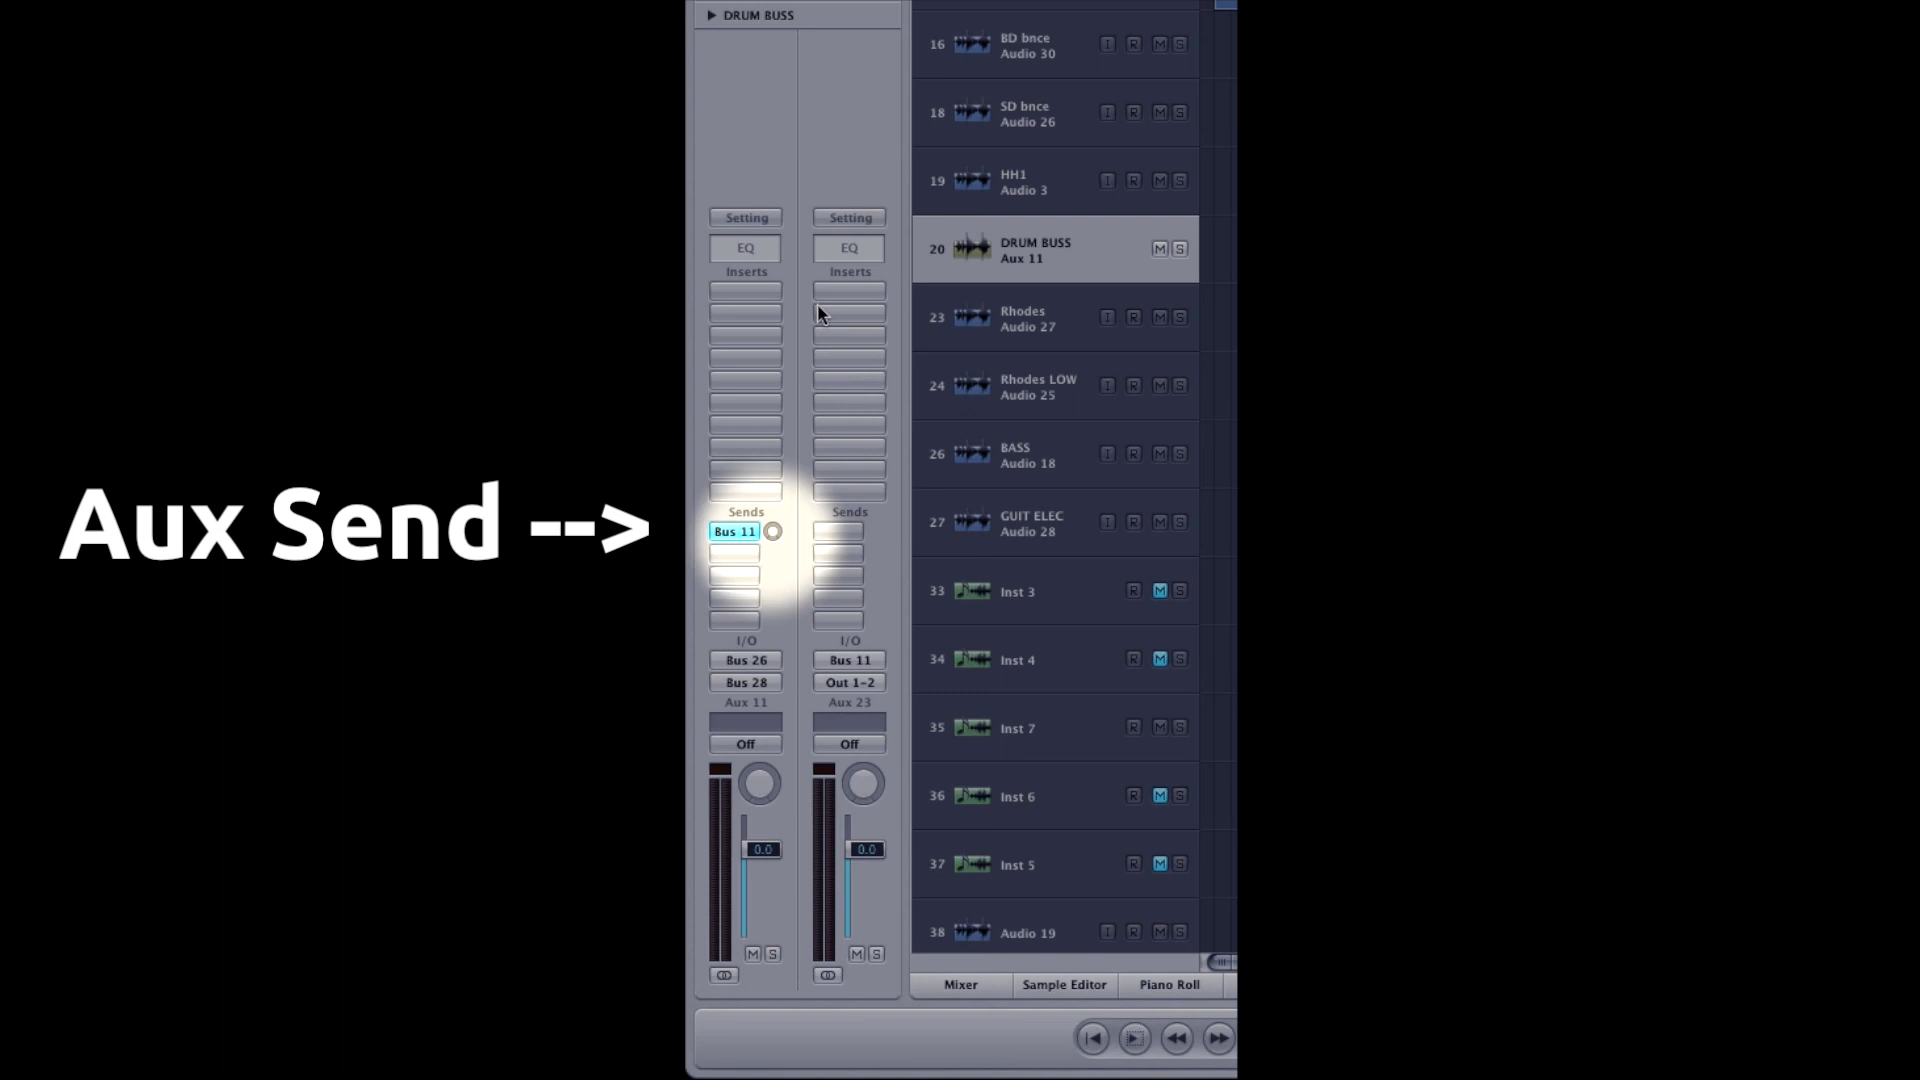 DRUM BUSS
Setting Setting
EQ EQ
Inserts Inserts
Aux Send -->
Sends Sends
Bus 11
I/O I/O
Bus 26 Bus 11
Bus 28 Out 1-2
Aux 11 Aux 23
Off Off
0.0 0.0
M S M S
16 BD bnce I R M S
Audio 30
18 SD bnce I R M S
Audio 26
19 HH1 I R M S
Audio 3
20 DRUM BUSS M S
Aux 11
23 Rhodes I R M S
Audio 27
24 Rhodes LOW I R M S
Audio 25
26 BASS I R M S
Audio 18
27 GUIT ELEC I R M S
Audio 28
33 Inst 3 R M S
34 Inst 4 R M S
35 Inst 7 R M S
36 Inst 6 R M S
37 Inst 5 R M S
38 Audio 19 I R M S
Mixer Sample Editor Piano Roll